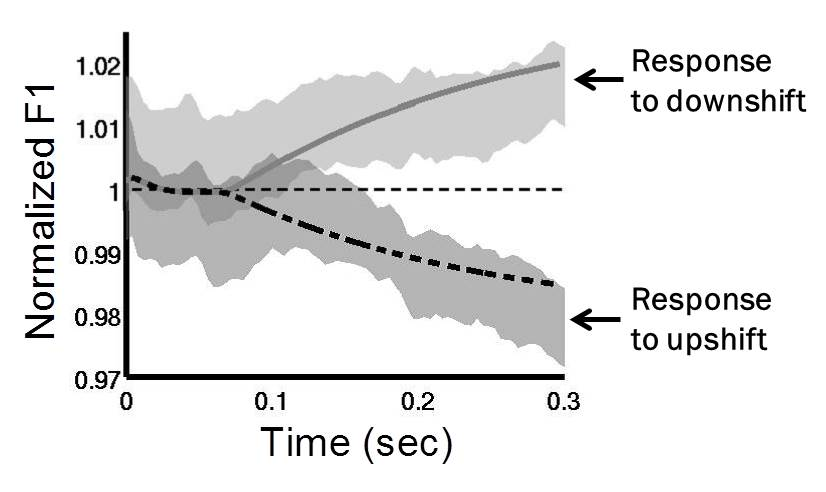 1.02
1.01
1
0.99
0.98
0.97
Normalized F1
0
0.1
0.2
0.3
Time (sec)
Response
to downshift
Response
to upshift